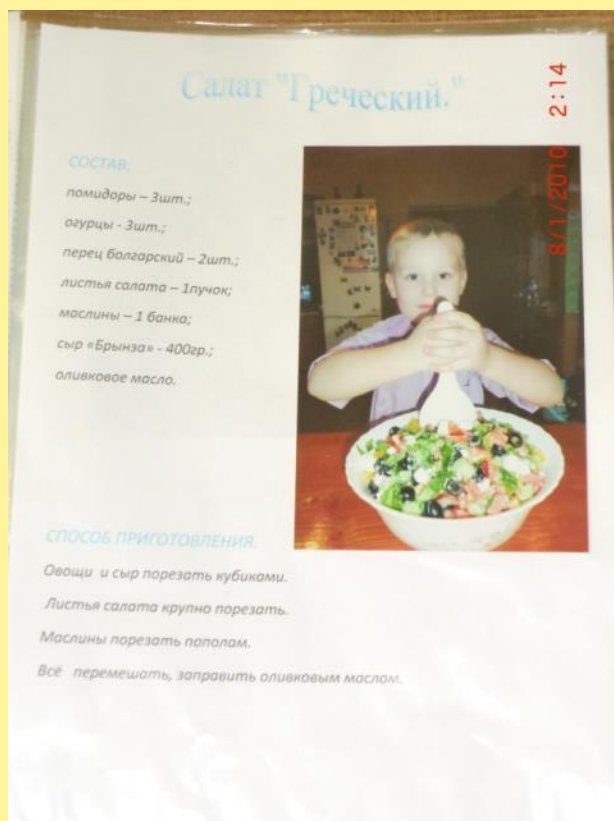 Салат "Греческий."
СОСТАВ:
помидоры – 3шт.;
огурцы - 3шт.;
перец болгарский – 2шт.;
листья салата – 1пучок;
маслины – 1 банка;
сыр «Брынза» - 400гр.;
оливковое масло.
8/1/2010 2:14
СПОСОБ ПРИГОТОВЛЕНИЯ.
Овощи и сыр порезать кубиками.
Листья салата крупно порезать.
Маслины порезать пополам.
Всё перемешать, заправить оливковым маслом.